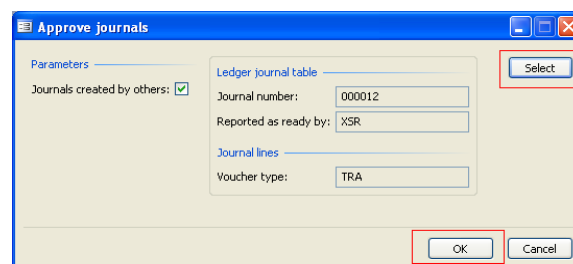 Approve journals
Parameters
Journals created by others:
Ledger journal table
Journal number: 000012
Reported as ready by: XSR
Journal lines
Voucher type: TRA
Select
OK
Cancel